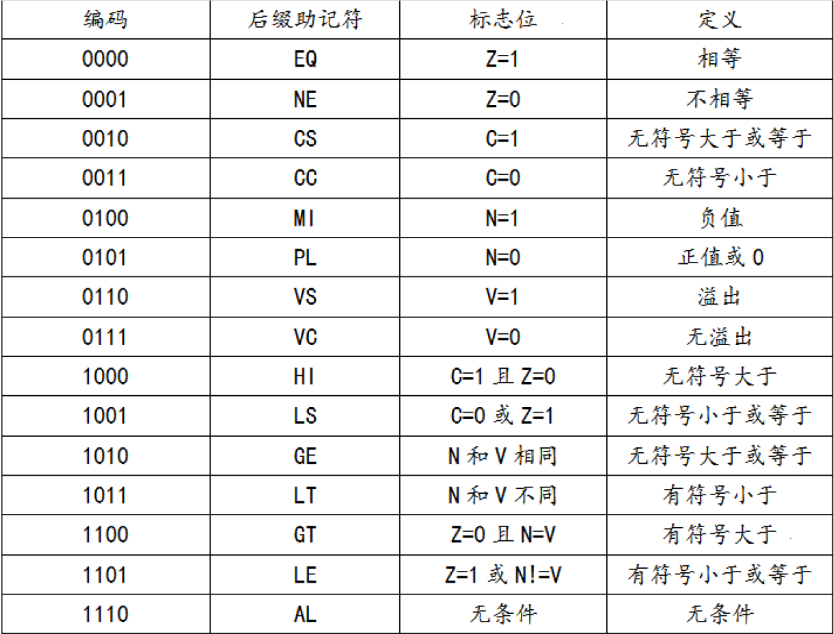 编码 后缀助记符 标志位 定义
0000 EQ Z=1 相等
0001 NE Z=0 不相等
0010 CS C=1 无符号大于或等于
0011 CC C=0 无符号小于
0100 MI N=1 负值
0101 PL N=0 正值或0
0110 VS V=1 溢出
0111 VC V=0 无溢出
1000 HI C=1 且 Z=0 无符号大于
1001 LS C=0 或 Z=1 无符号小于或等于
1010 GE N 和 V 相同 无符号大于或等于
1011 LT N 和 V 不同 有符号小于
1100 GT Z=0 且 N=V 有符号大于
1101 LE Z=1 或 N!=V 有符号小于或等于
1110 AL 无条件 无条件